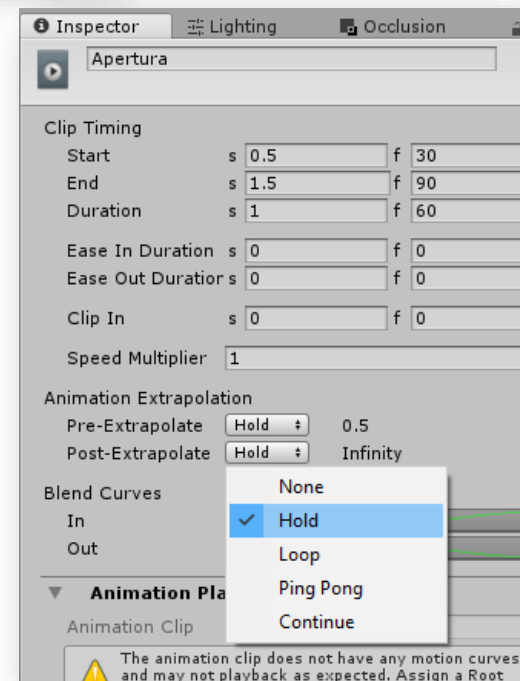 Inspector Lighting Occlusion
Apertura
Clip Timing
Start s 0.5 f 30
End s 1.5 f 90
Duration s 1 f 60
Ease In Duration s 0 f 0
Ease Out Duration s 0 f 0
Clip In s 0 f 0
Speed Multiplier 1
Animation Extrapolation
Pre-Extrapolate Hold 0.5
Post-Extrapolate Hold Infinity
None
Blend Curves
In Hold
Loop
Out
Ping Pong
Animation Pla
Continue
Animation Clip
The animation clip does not have any motion curves
and may not playback as expected. Assign a Root